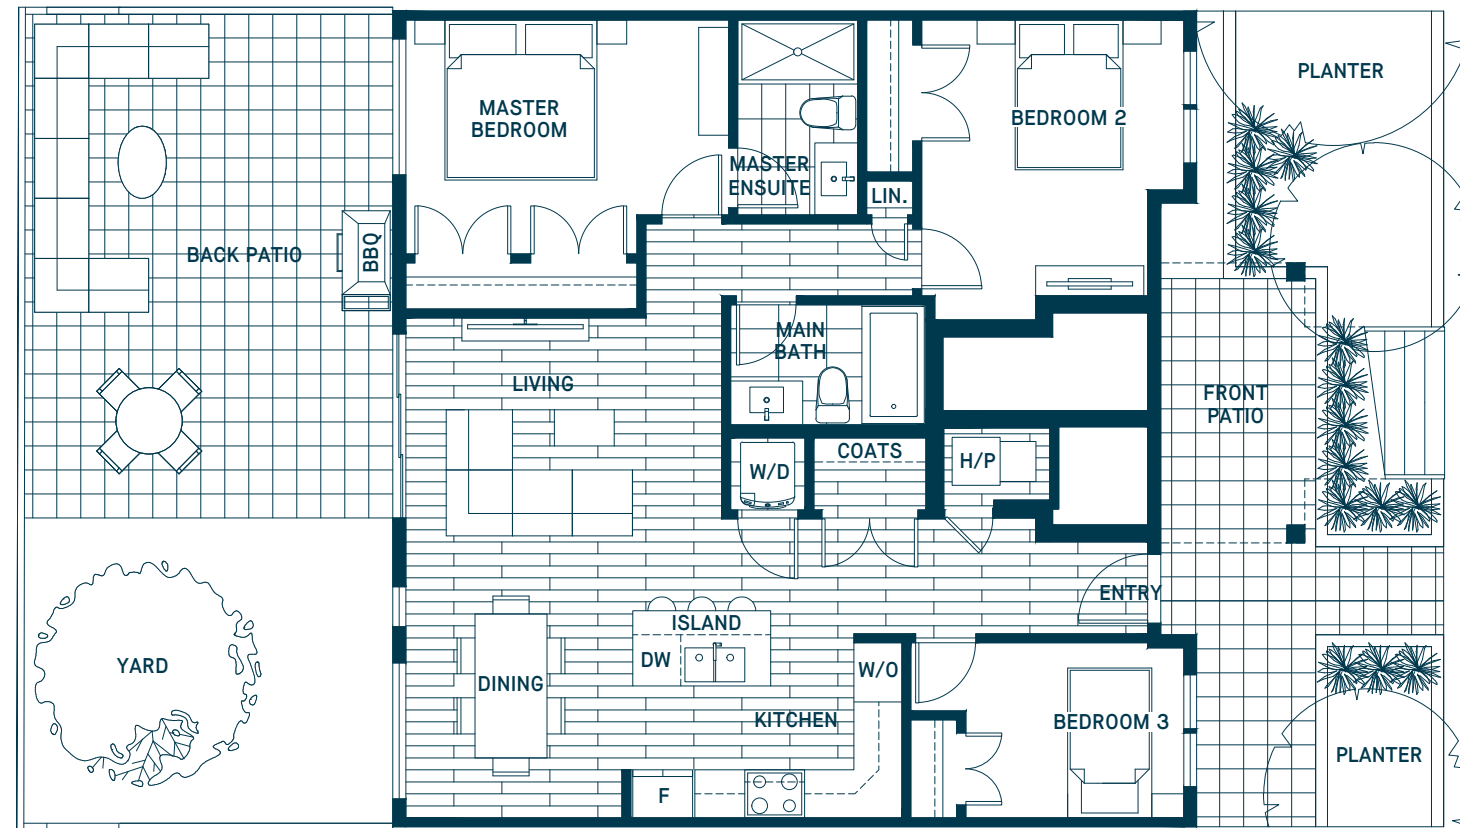 MASTER
BEDROOM
MASTER
ENSUITE
LIN.
BEDROOM 2
PLANTER
BACK PATIO
BBQ
MAIN
BATH
LIVING
FRONT
PATIO
W/D
COATS
H/P
ENTRY
YARD
DINING
ISLAND
DW
W/O
KITCHEN
F
BEDROOM 3
PLANTER